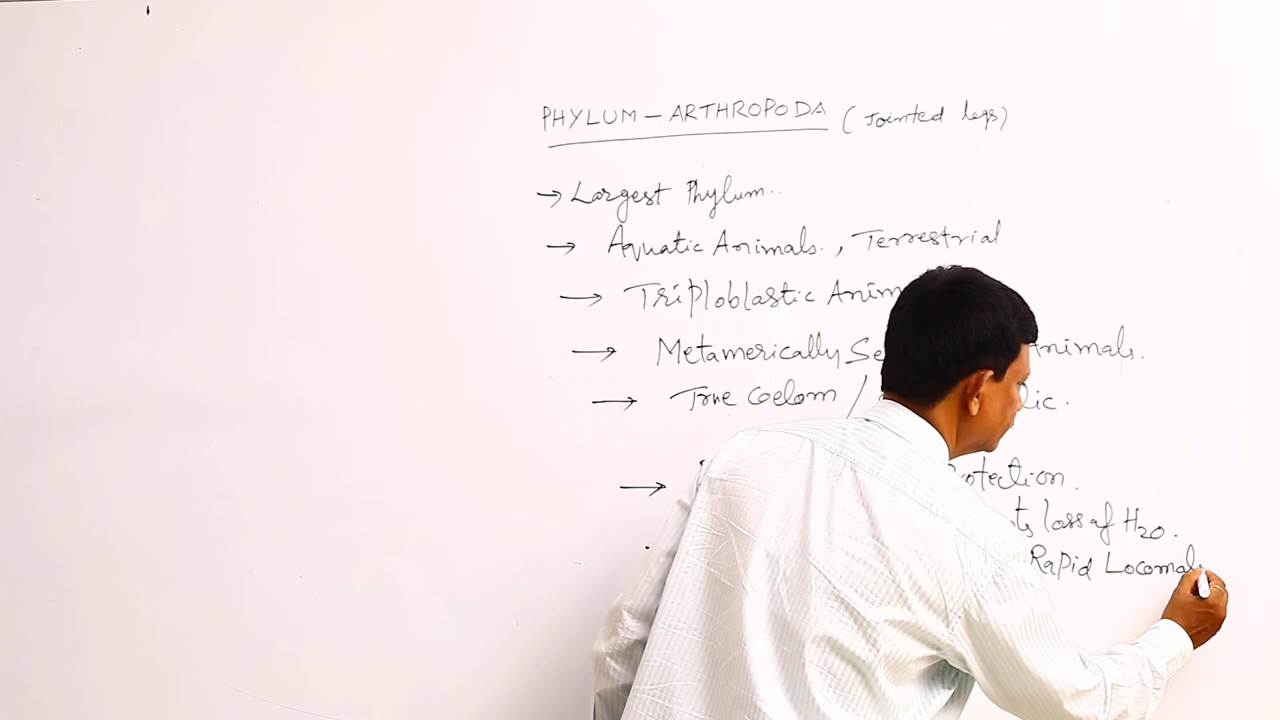 PHYLUM - ARTHROPODA (Jointed legs)
→ Largest Phylum..
→ Aquatic Animals. , Terrestrial
→ Triploblastic Anim
→ Metamerically Se nimals.
→ True Coelom / lic.
→ otection.
ts loss of H2O.
Rapid Locomo